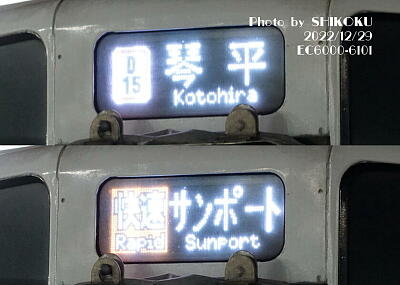 Photo by SHIKOKU
2022/12/29
EC6000-6101
D
15
琴平
Kotohira
快速 サンポート
Rapid Sunport